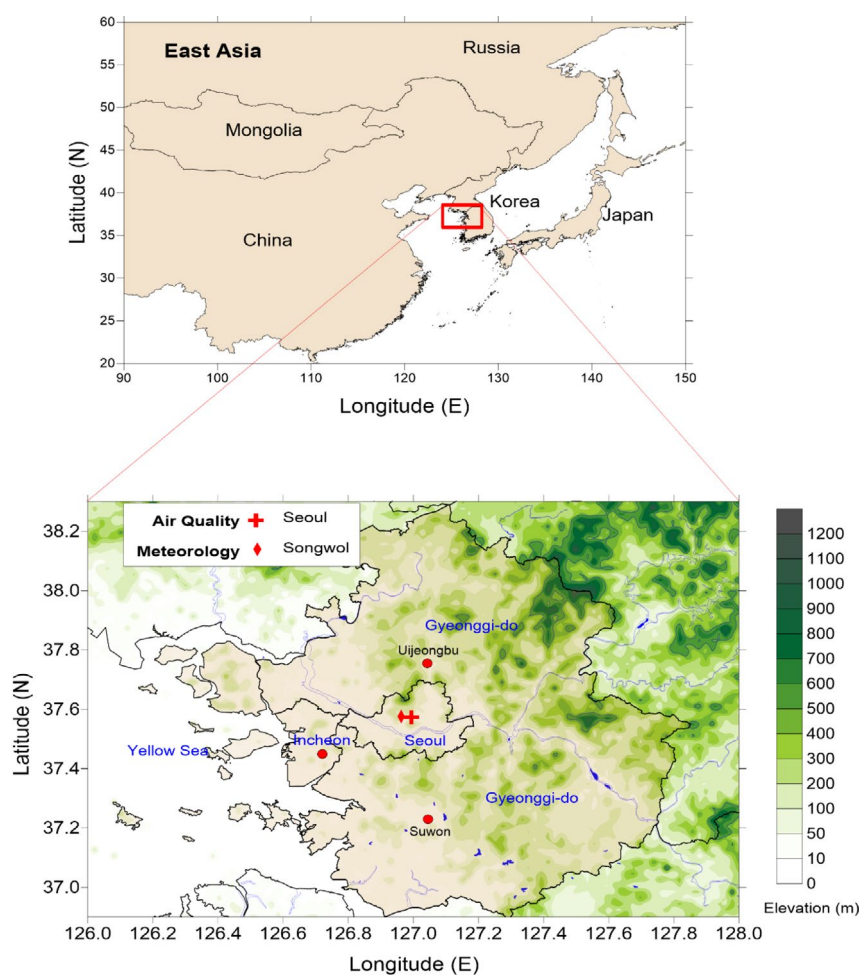 60
55
50
45
40
35
30
25
20
Latitude (N)
East Asia
Russia
Mongolia
Korea
Japan
China
90 100 110 120 130 140 150
Longitude (E)
38.2
38.0
37.8
37.6
37.4
37.2
37.0
Latitude (N)
Air Quality Seoul
Meteorology Songwol
Gyeonggi-do
Uijeongbu
Yellow Sea
Incheon
Seoul
Gyeonggi-do
Suwon
126.0 126.2 126.4 126.6 126.8 127.0 127.2 127.4 127.6 127.8 128.0
Longitude (E)
1200
1100
1000
900
800
700
600
500
400
300
200
100
50
10
0
Elevation (m)